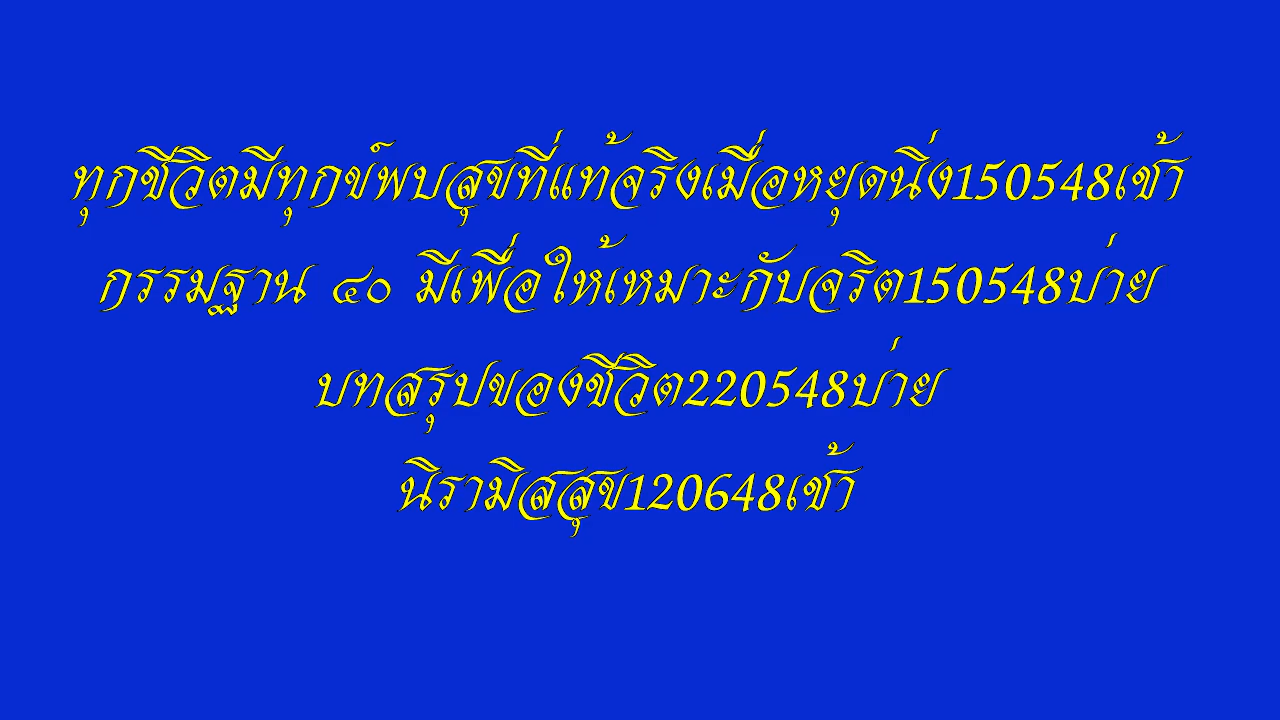 ทุกชีวิตมีทุกข์พบสุขที่แท้จริงเมื่อหยุดนิ่ง150548เช้า
กรรมฐาน ๔๐ มีเพื่อให้เหมาะกับจริต150548บ่าย
บทสรุปของชีวิต220548บ่าย
นิรามิสสุข120648เช้า